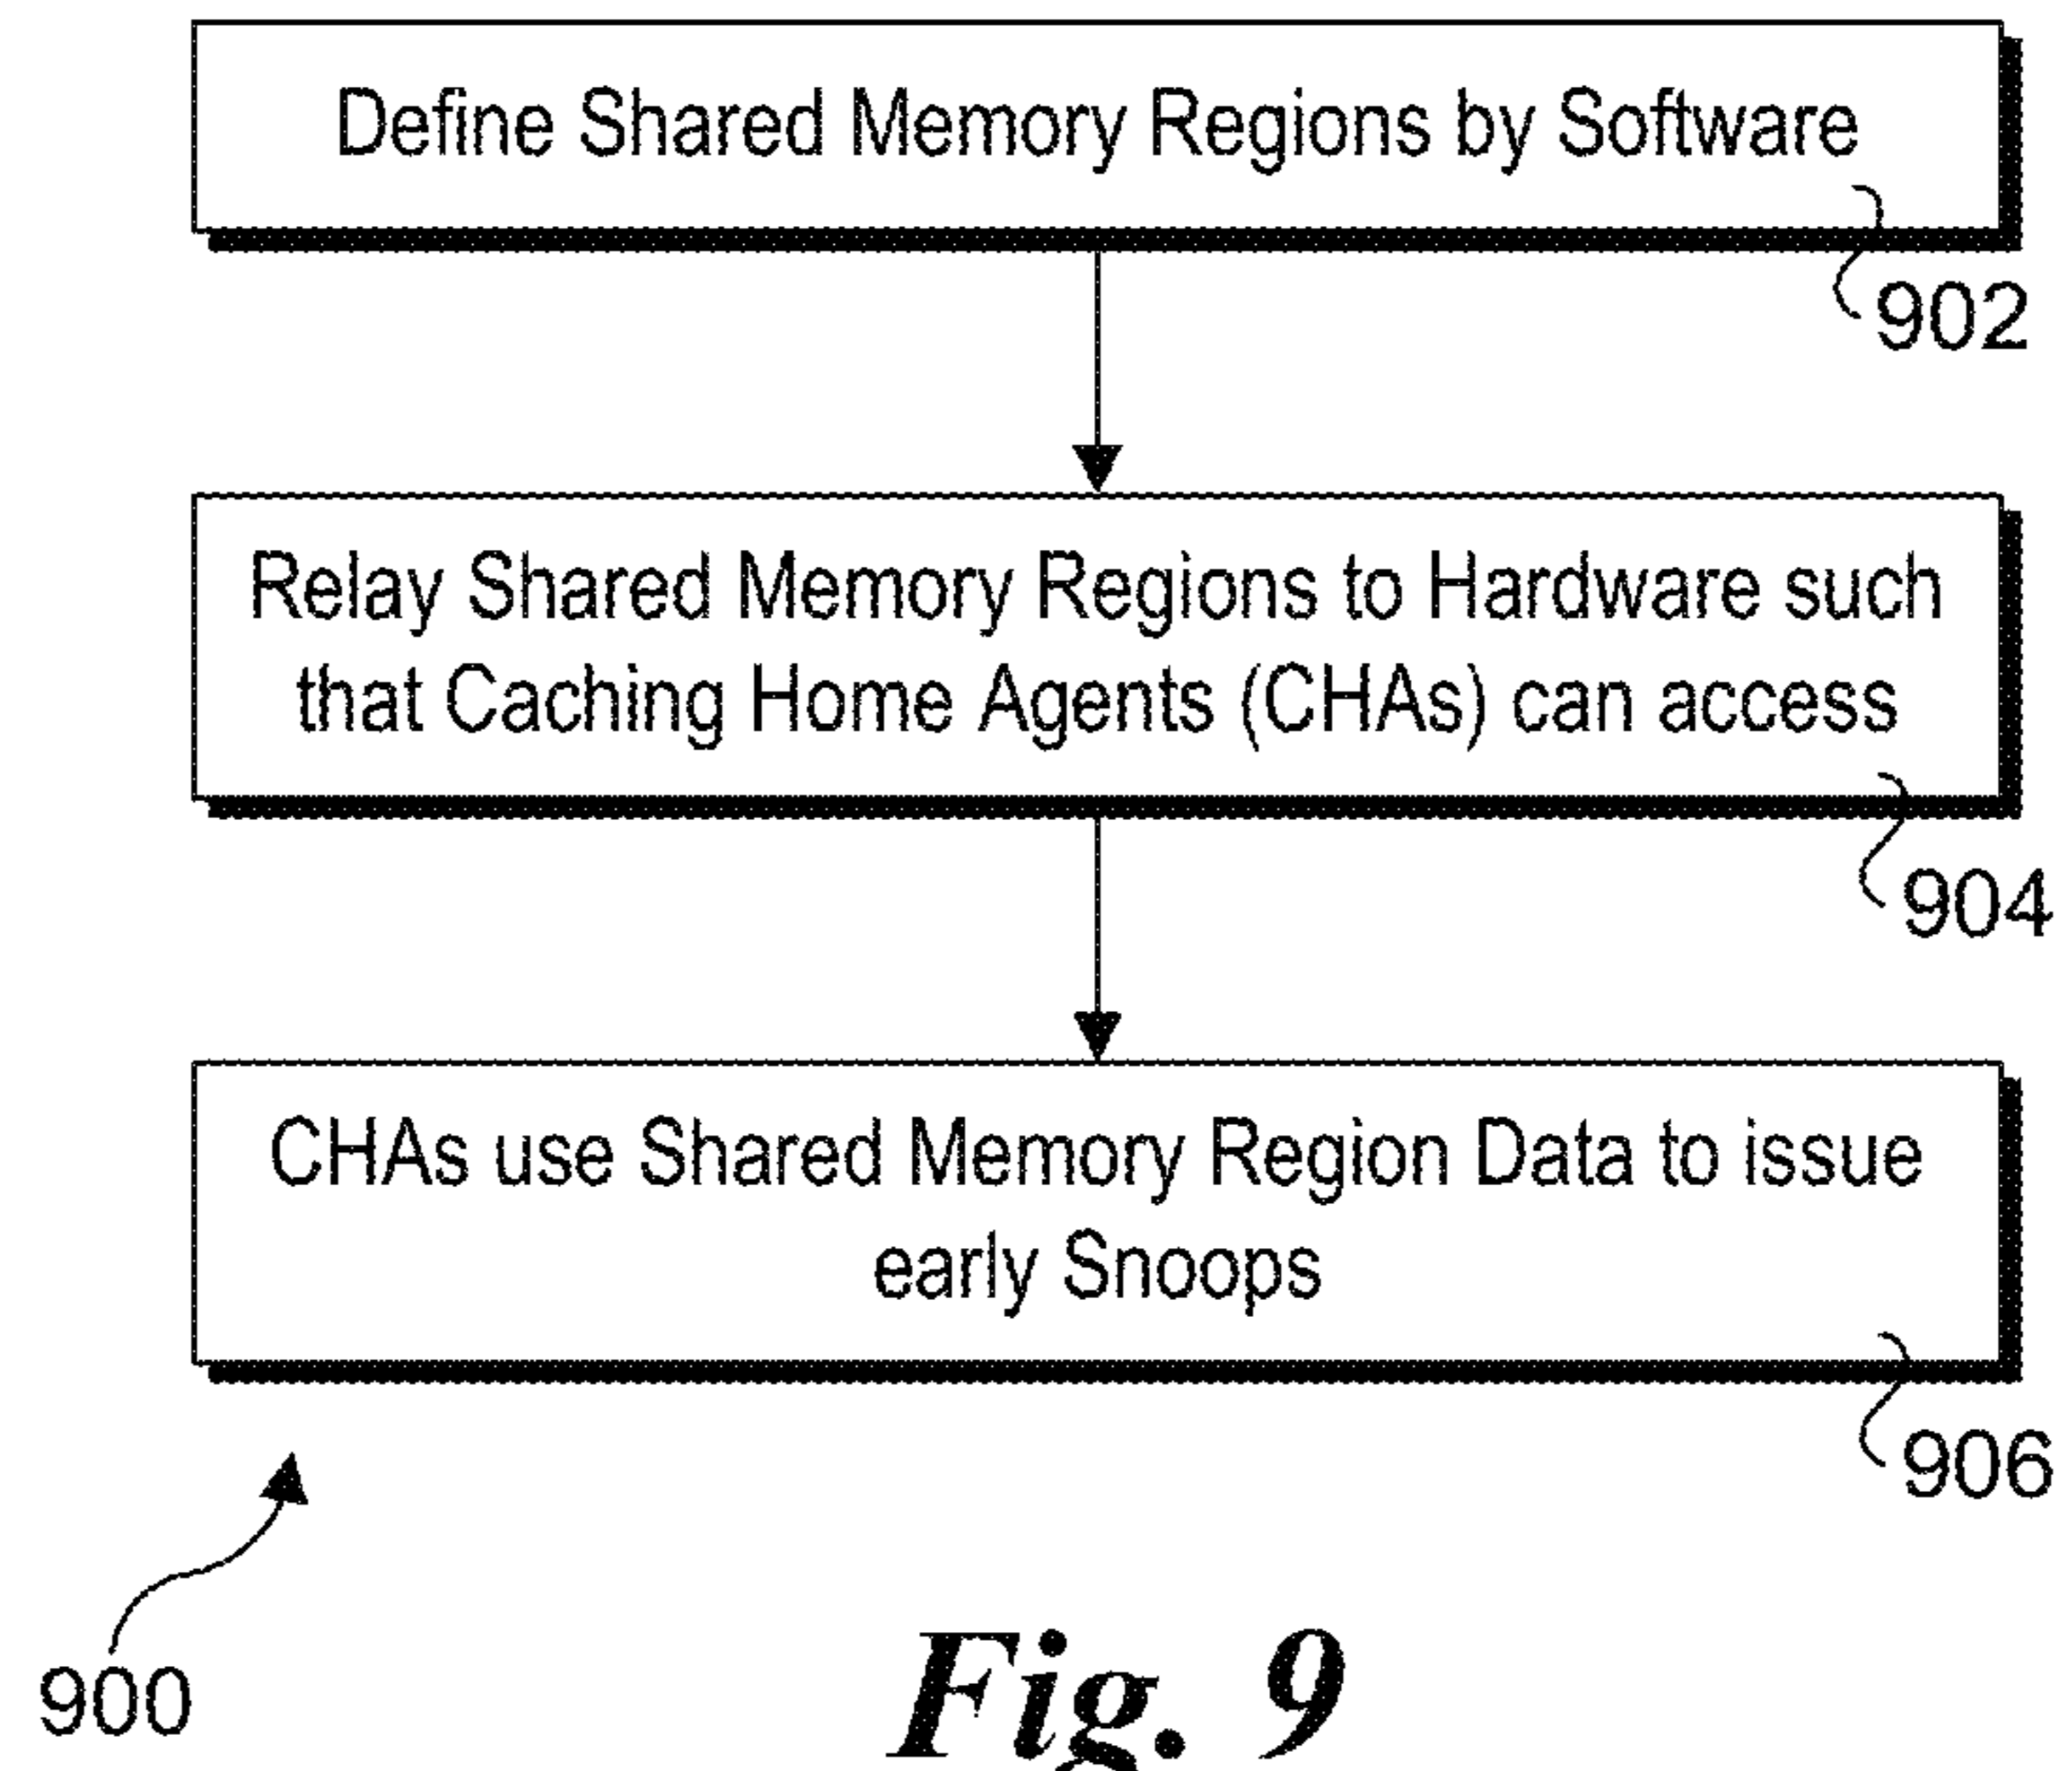 Define Shared Memory Regions by Software
902
Relay Shared Memory Regions to Hardware such
that Caching Home Agents (CHAs) can access
904
CHAs use Shared Memory Region Data to issue
early Snoops
906
900
Fig. 9